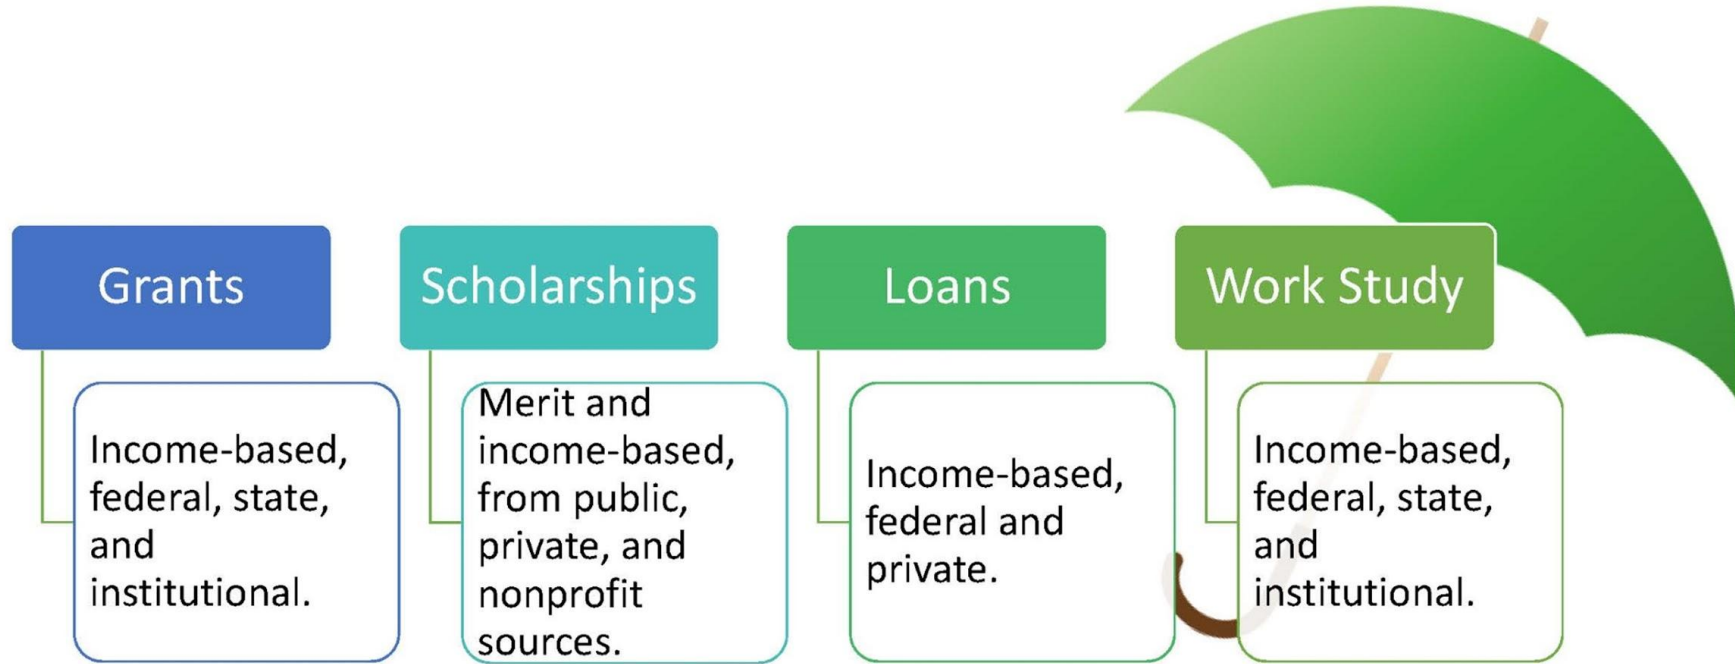 Grants
Income-based,
federal, state,
and
institutional.
Scholarships
Merit and
income-based,
from public,
private, and
nonprofit
sources.
Loans
Income-based,
federal and
private.
Work Study
Income-based,
federal, state,
and
institutional.